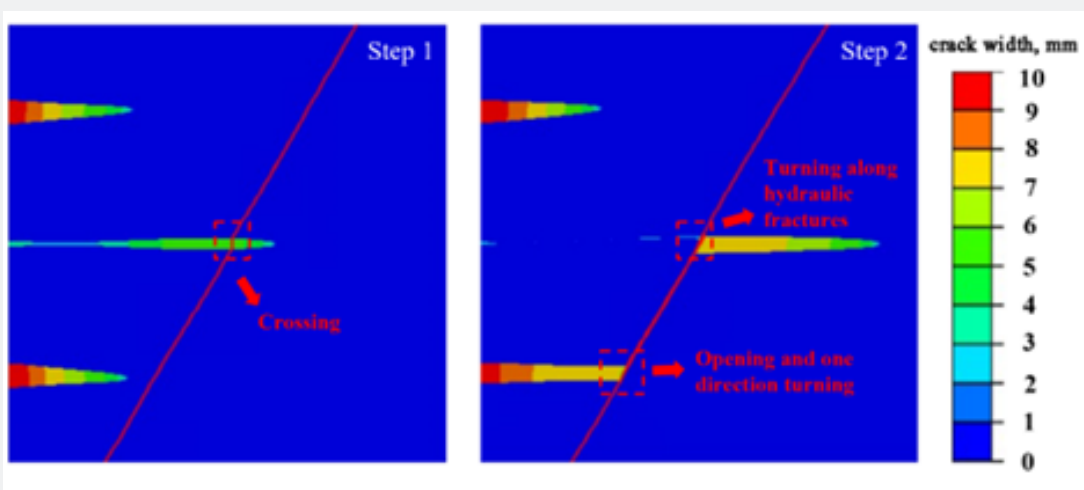 Step 1
Crossing
Step 2
Turning along
hydraulic
fractures
Opening and one
direction turning
crack width, mm
10
9
8
7
6
5
4
3
2
1
0